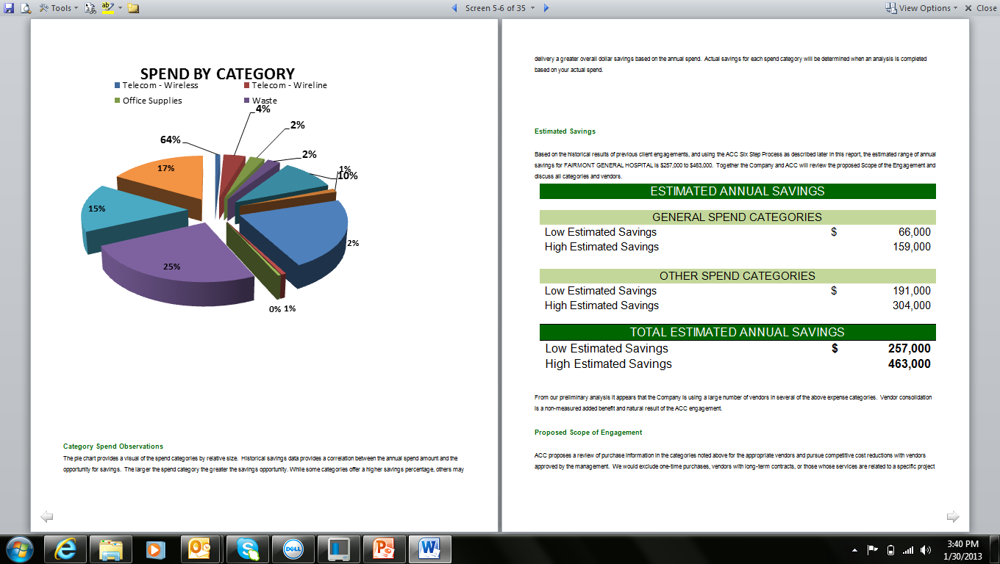 Tools
Screen 5-6 of 35
View Options
Close
SPEND BY CATEGORY
Telecom - Wireless Telecom - Wireline
Office Supplies Waste
4%
2%
64%
2%
1%
10%
17%
15%
2%
25%
0% 1%
Category Spend Observations
The pie chart provides a visual of the spend categories by relative size. Historical savings data provides a correlation between the annual spend amount and the
opportunity for savings. The larger the spend category the greater the savings opportunity. While some categories offer a higher savings percentage, others may
delivery a greater overall dollar savings based on the annual spend. Actual savings for each spend category will be determined when an analysis is completed
based on your actual spend.
Estimated Savings
Based on the historical results of previous client engagements, and using the ACC Six Step Process as described later in this report, the estimated range of annual
savings for FAIRMONT GENERAL HOSPITAL is $257,000 to $463,000. Together the Company and ACC will review the proposed Scope of the Engagement and
discuss all categories and vendors.
ESTIMATED ANNUAL SAVINGS
GENERAL SPEND CATEGORIES
Low Estimated Savings $ 66,000
High Estimated Savings 159,000
OTHER SPEND CATEGORIES
Low Estimated Savings $ 191,000
High Estimated Savings 304,000
TOTAL ESTIMATED ANNUAL SAVINGS
Low Estimated Savings $ 257,000
High Estimated Savings 463,000
From our preliminary analysis it appears that the Company is using a large number of vendors in several of the above expense categories. Vendor consolidation
is a non-measured added benefit and natural result of the ACC engagement.
Proposed Scope of Engagement
ACC proposes a review of purchase information in the categories noted above for the appropriate vendors and pursue competitive cost reductions with vendors
approved by the management. We would exclude one-time purchases, vendors with long-term contracts, or those whose services are related to a specific project
DELL
3:40 PM
1/30/2013